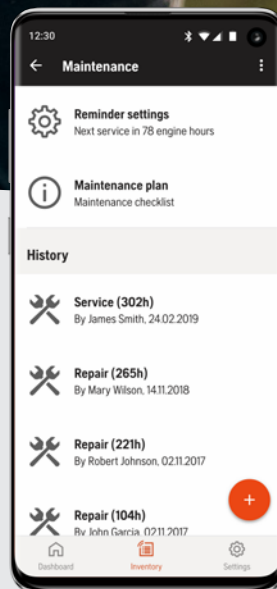 12:30
Maintenance
Reminder settings
Next service in 78 engine hours
Maintenance plan
Maintenance checklist
History
Service (302h)
By James Smith, 24.02.2019
Repair (265h)
By Mary Wilson, 14.11.2018
Repair (221h)
By Robert Johnson, 02.11.2017
Repair (104h)
By John Garcia, 02.11.2017
Dashboard
Inventory
Settings